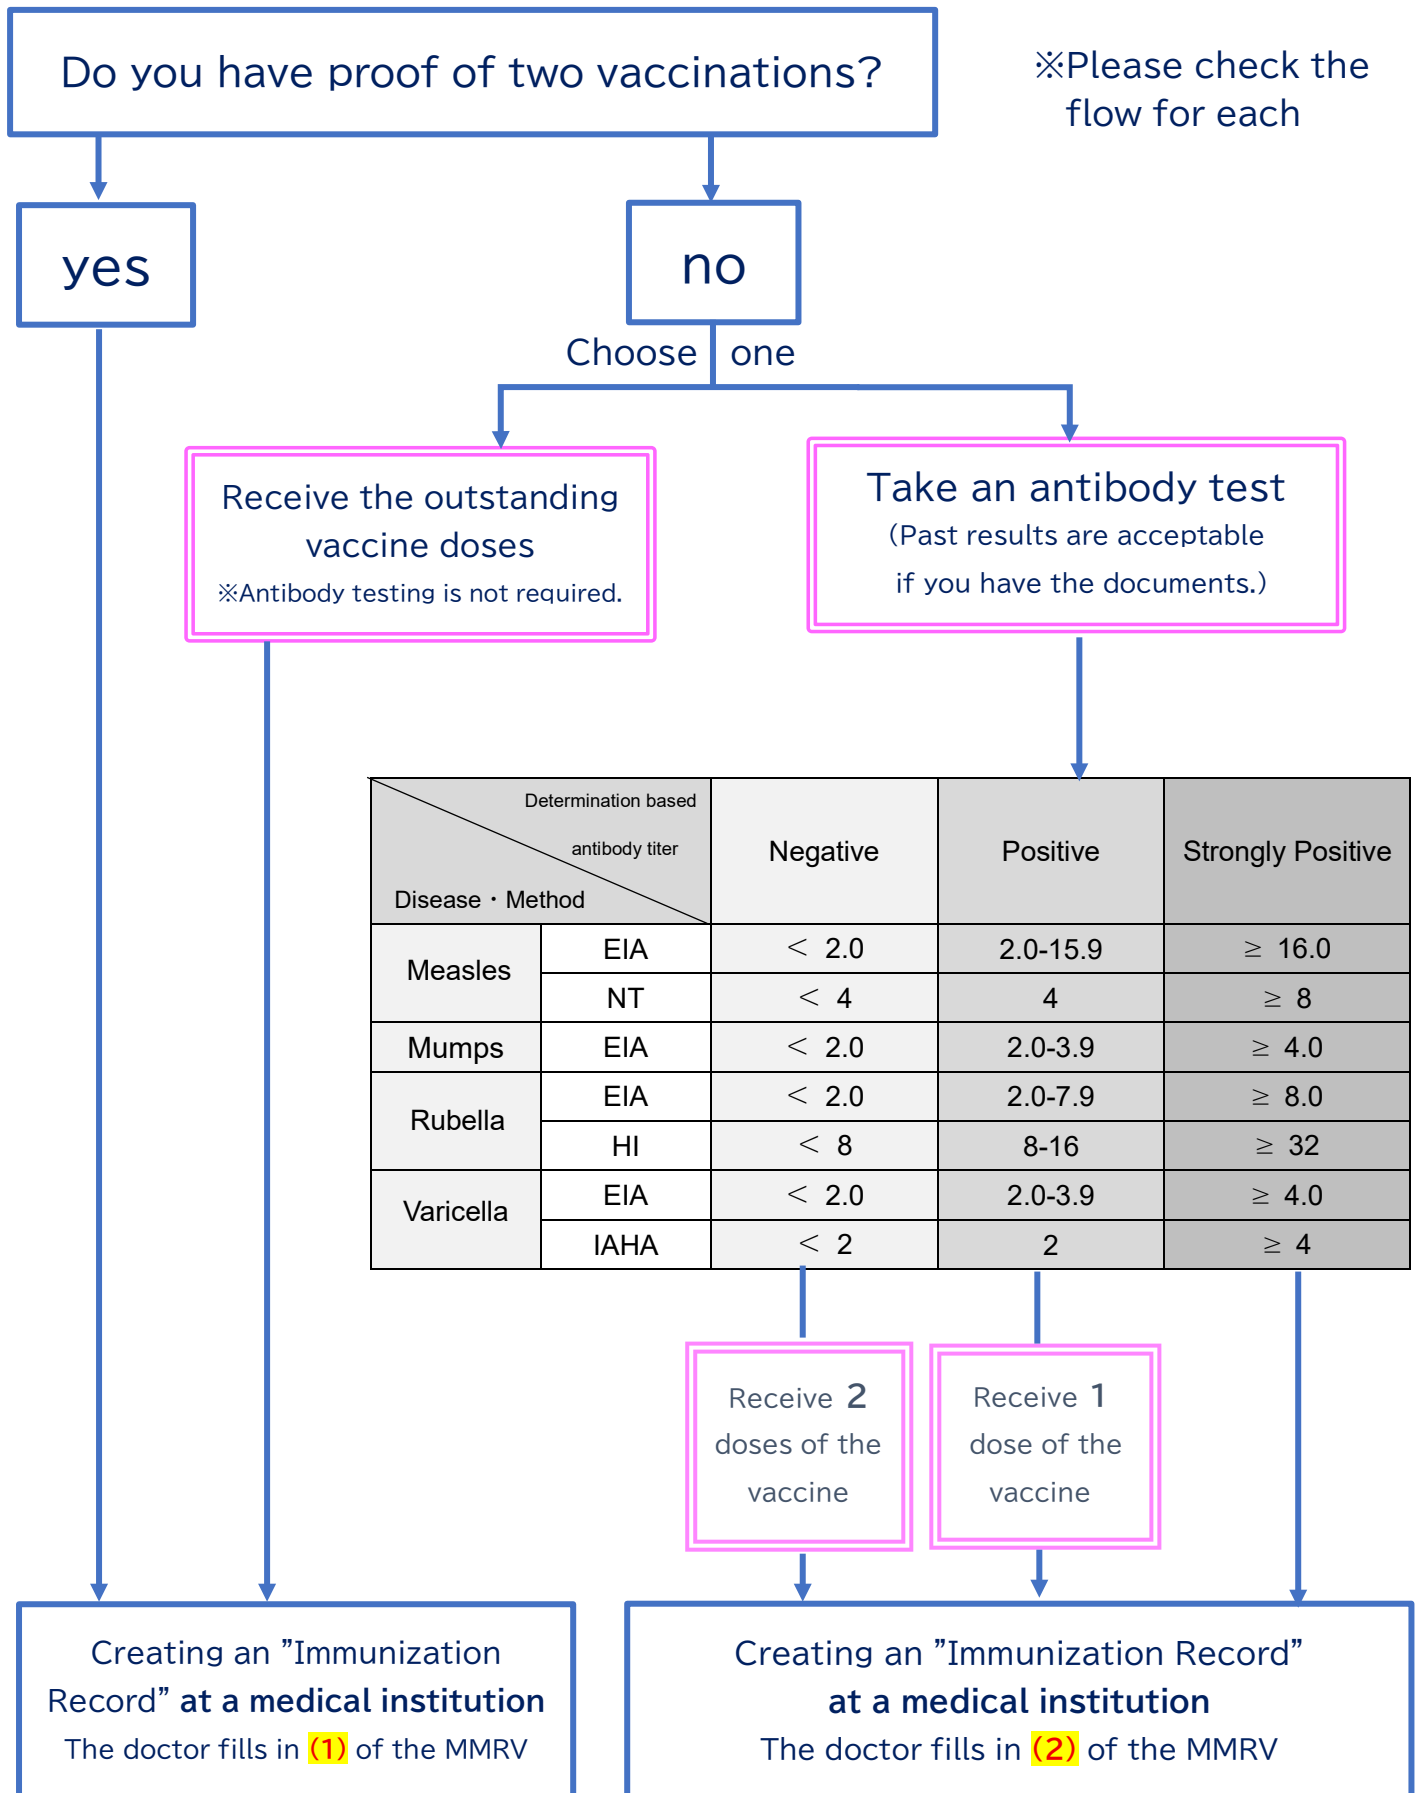 Do you have proof of two vaccinations?
※Please check the
flow for each
yes
no
Choose one
Receive the outstanding
vaccine doses
※Antibody testing is not required.
Take an antibody test
(Past results are acceptable
if you have the documents.)
Determination based
antibody titer
Disease・Method
Negative
Positive
Strongly Positive
Measles
EIA
< 2.0
2.0-15.9
≥ 16.0
NT
< 4
4
≥ 8
Mumps
EIA
< 2.0
2.0-3.9
≥ 4.0
Rubella
EIA
< 2.0
2.0-7.9
≥ 8.0
HI
< 8
8-16
≥ 32
Varicella
EIA
< 2.0
2.0-3.9
≥ 4.0
IAHA
< 2
2
≥ 4
Receive 2
doses of the
vaccine
Receive 1
dose of the
vaccine
Creating an ”Immunization
Record” at a medical institution
The doctor fills in (1) of the MMRV
Creating an ”Immunization Record”
at a medical institution
The doctor fills in (2) of the MMRV